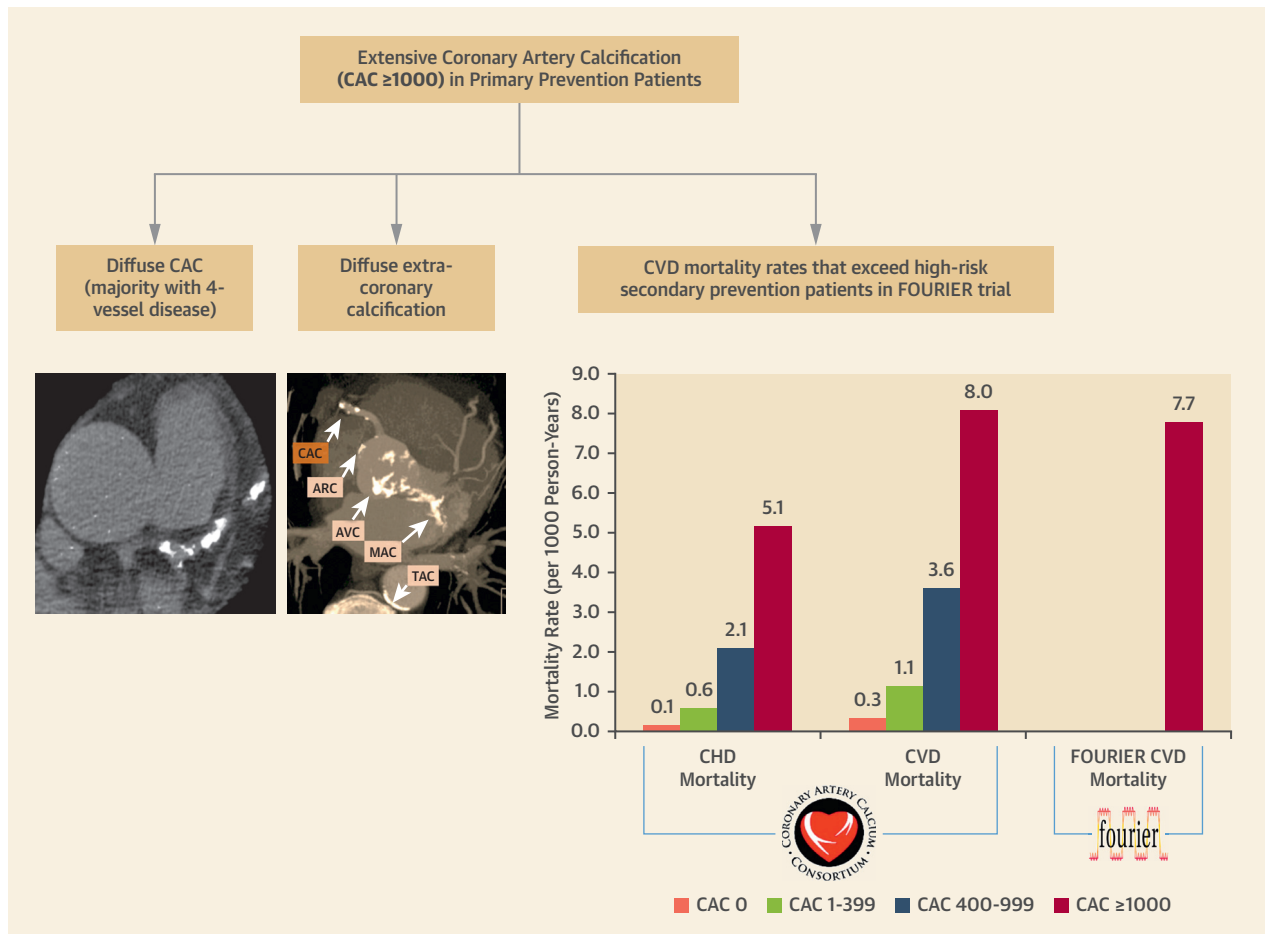 Extensive Coronary Artery Calcification
(CAC ≥1000) in Primary Prevention Patients
Diffuse CAC
(majority with 4-
vessel disease)
Diffuse extra-
coronary
calcification
CVD mortality rates that exceed high-risk
secondary prevention patients in FOURIER trial
CAC
ARC
AVC
MAC
TAC
Mortality Rate (per 1000 Person-Years)
9.0
8.0
7.0
6.0
5.0
4.0
3.0
2.0
1.0
0.0
0.1
0.6
2.1
5.1
0.3
1.1
3.6
8.0
7.7
CHD
Mortality
CVD
Mortality
FOURIER CVD
Mortality
CORONARY ARTERY CALCIUM
• CONSORTIUM •
fourier
CAC 0
CAC 1-399
CAC 400-999
CAC ≥1000